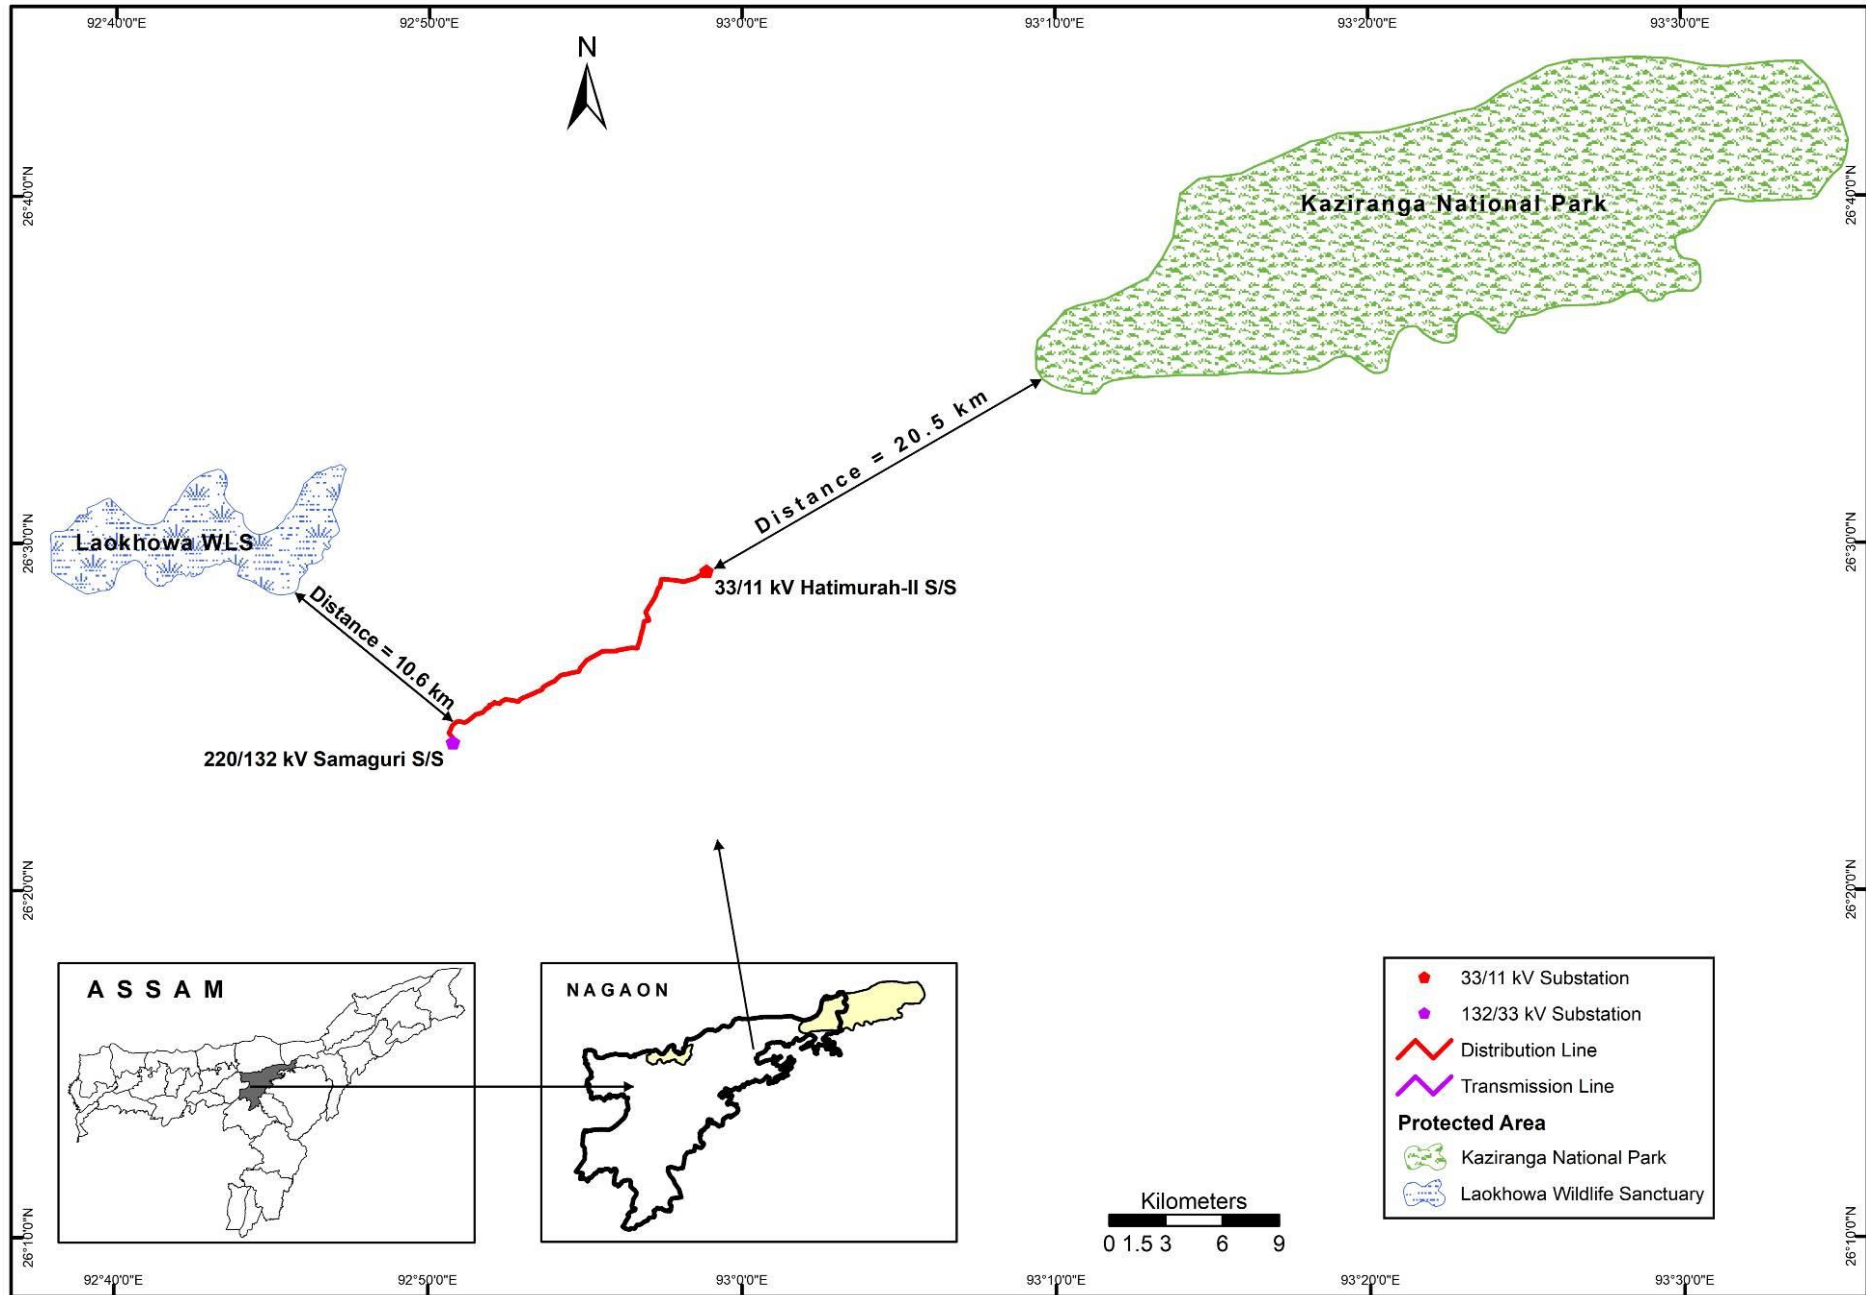 92°40'0"E 92°50'0"E 93°0'0"E 93°10'0"E 93°20'0"E 93°30'0"E
N
26°40'0"N 26°40'0"N
Kaziranga National Park
Distance = 20.5 km
26°30'0"N 26°30'0"N
Laokhowa WLS
33/11 kV Hatimurah-II S/S
Distance = 10.6 km
220/132 kV Samaguri S/S
26°20'0"N 26°20'0"N
ASSAM
NAGAON
33/11 kV Substation
132/33 kV Substation
Distribution Line
Transmission Line
Protected Area
Kaziranga National Park
Laokhowa Wildlife Sanctuary
Kilometers
0 1.5 3 6 9
26°10'0"N 26°10'0"N
92°40'0"E 92°50'0"E 93°0'0"E 93°10'0"E 93°20'0"E 93°30'0"E